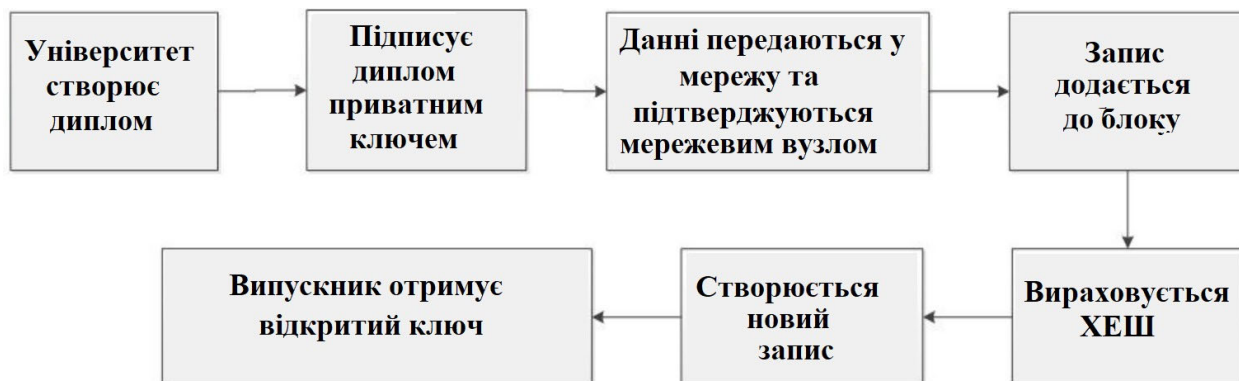 Університет
створює
диплом
Підписує
диплом
приватним
ключем
Данні передаються у
мережу та
підтверджуються
мережевим вузлом
Запис
додається
до блоку
Вираховується
ХЕШ
Створюється
новий
запис
Випускник отримує
відкритий ключ